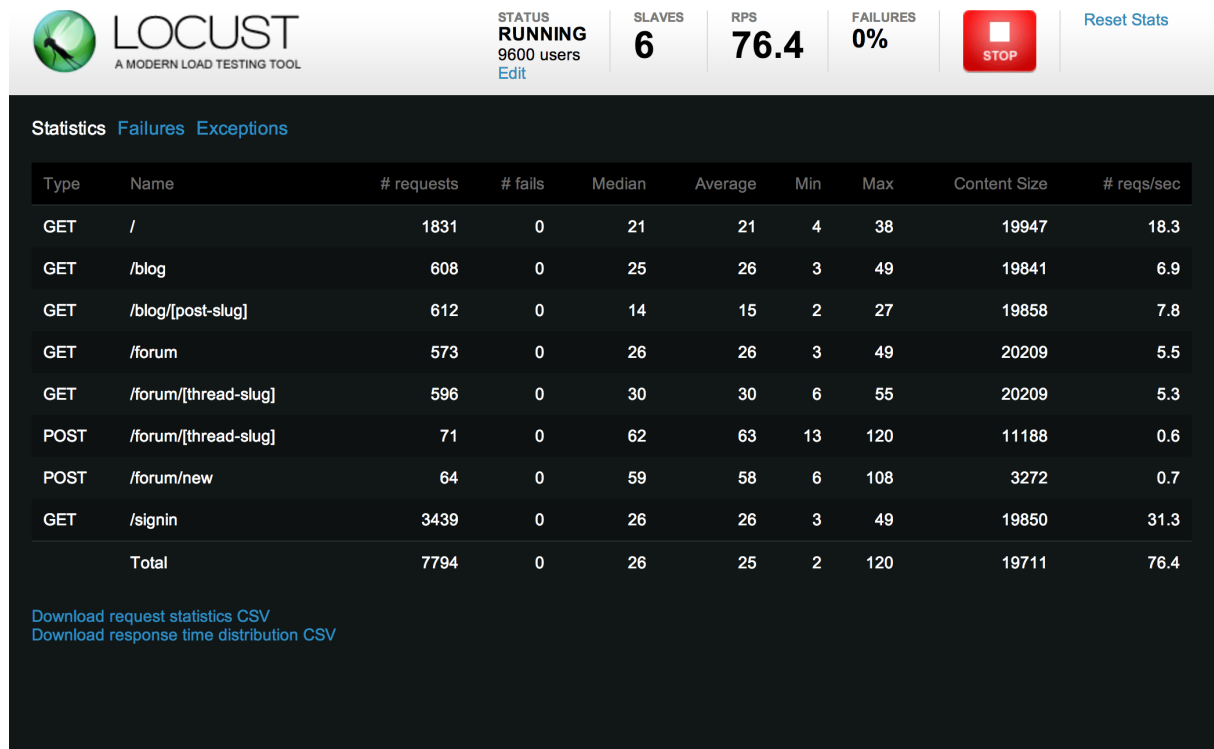 LOCUST
A MODERN LOAD TESTING TOOL
STATUS
RUNNING
9600 users
Edit
SLAVES
6
RPS
76.4
FAILURES
0%
STOP
Reset Stats
Statistics Failures Exceptions
Type Name # requests # fails Median Average Min Max Content Size # reqs/sec
GET / 1831 0 21 21 4 38 19947 18.3
GET /blog 608 0 25 26 3 49 19841 6.9
GET /blog/[post-slug] 612 0 14 15 2 27 19858 7.8
GET /forum 573 0 26 26 3 49 20209 5.5
GET /forum/[thread-slug] 596 0 30 30 6 55 20209 5.3
POST /forum/[thread-slug] 71 0 62 63 13 120 11188 0.6
POST /forum/new 64 0 59 58 6 108 3272 0.7
GET /signin 3439 0 26 26 3 49 19850 31.3
Total 7794 0 26 25 2 120 19711 76.4
Download request statistics CSV
Download response time distribution CSV